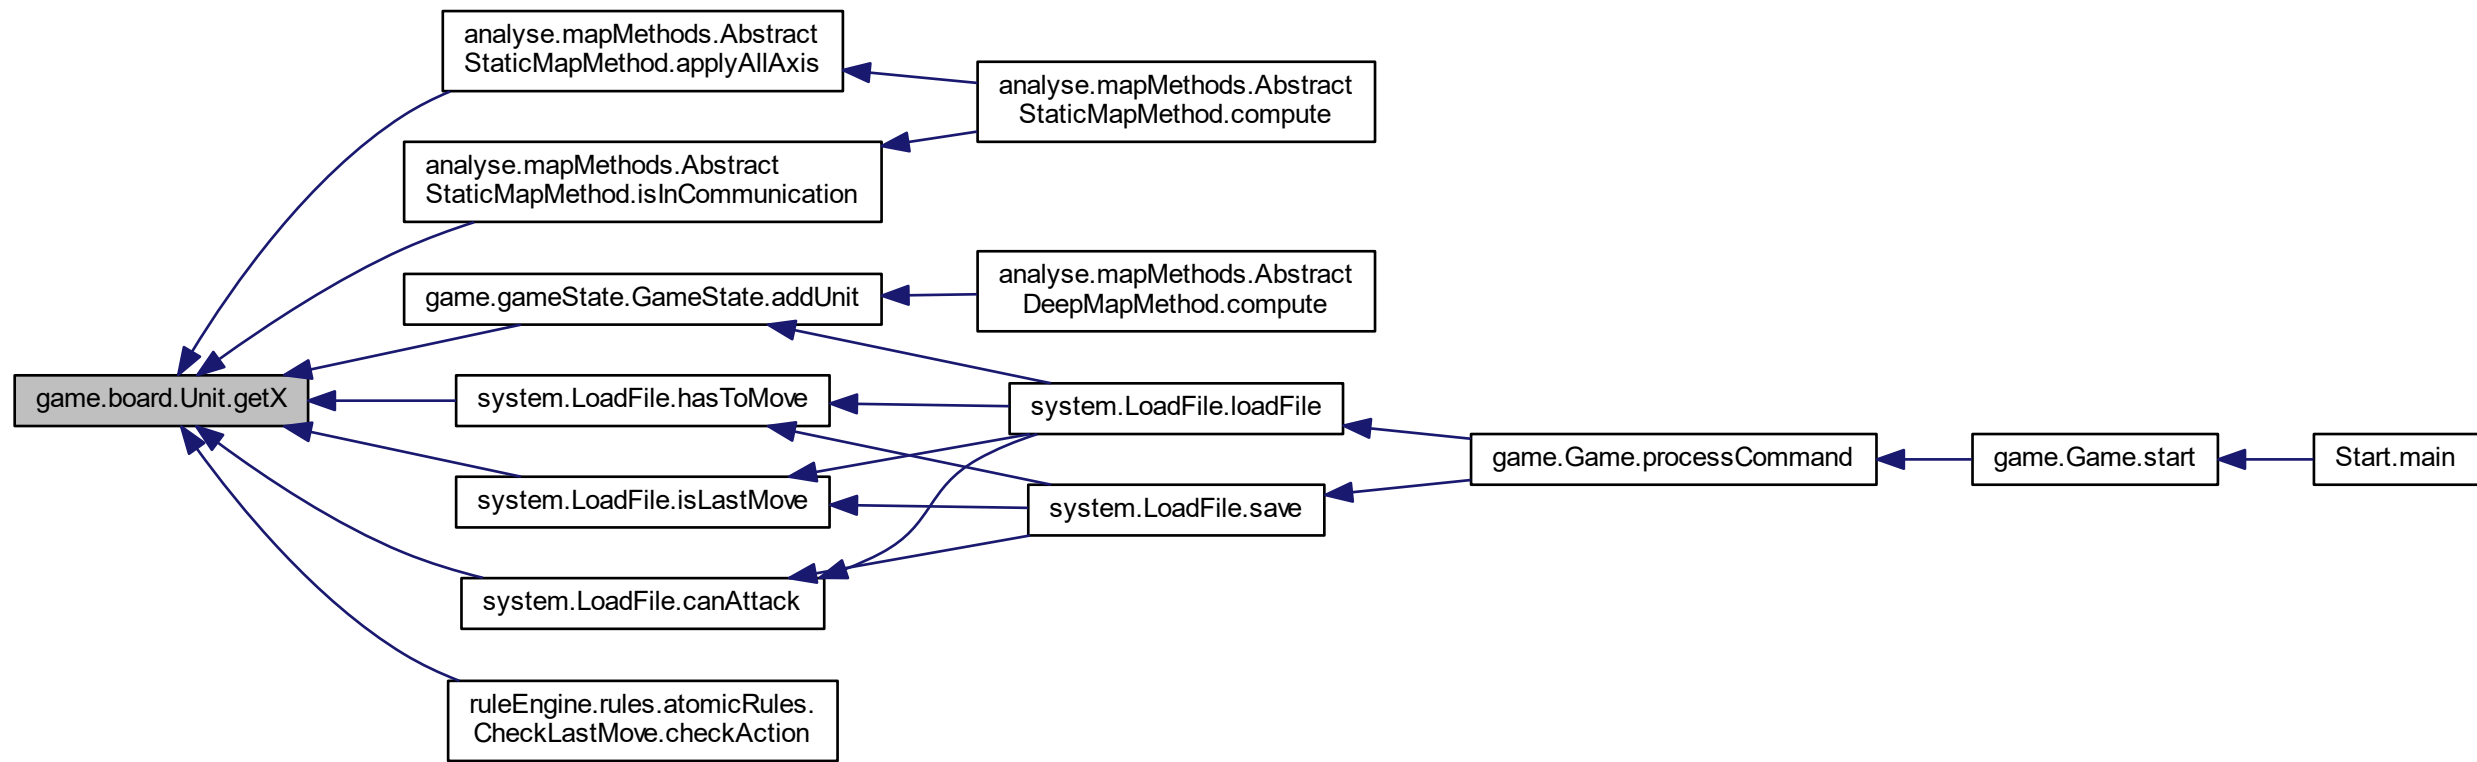 analyse.mapMethods.Abstract
StaticMapMethod.applyAllAxis
analyse.mapMethods.Abstract
StaticMapMethod.compute
analyse.mapMethods.Abstract
StaticMapMethod.isInCommunication
game.gameState.GameState.addUnit
analyse.mapMethods.Abstract
DeepMapMethod.compute
game.board.Unit.getX
system.LoadFile.hasToMove
system.LoadFile.loadFile
game.Game.processCommand
game.Game.start
Start.main
system.LoadFile.isLastMove
system.LoadFile.save
system.LoadFile.canAttack
ruleEngine.rules.atomicRules.
CheckLastMove.checkAction